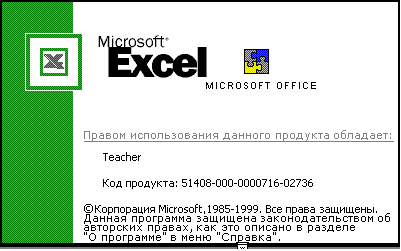 Microsoft®
Excel
MICROSOFT OFFICE
Правом использования данного продукта обладает:
Teacher
Код продукта: 51408-000-0000716-02736
©Корпорация Microsoft,1985-1999. Все права защищены.
Данная программа защищена законодательством об
авторских правах, как это описано в разделе
"О программе" в меню "Справка".